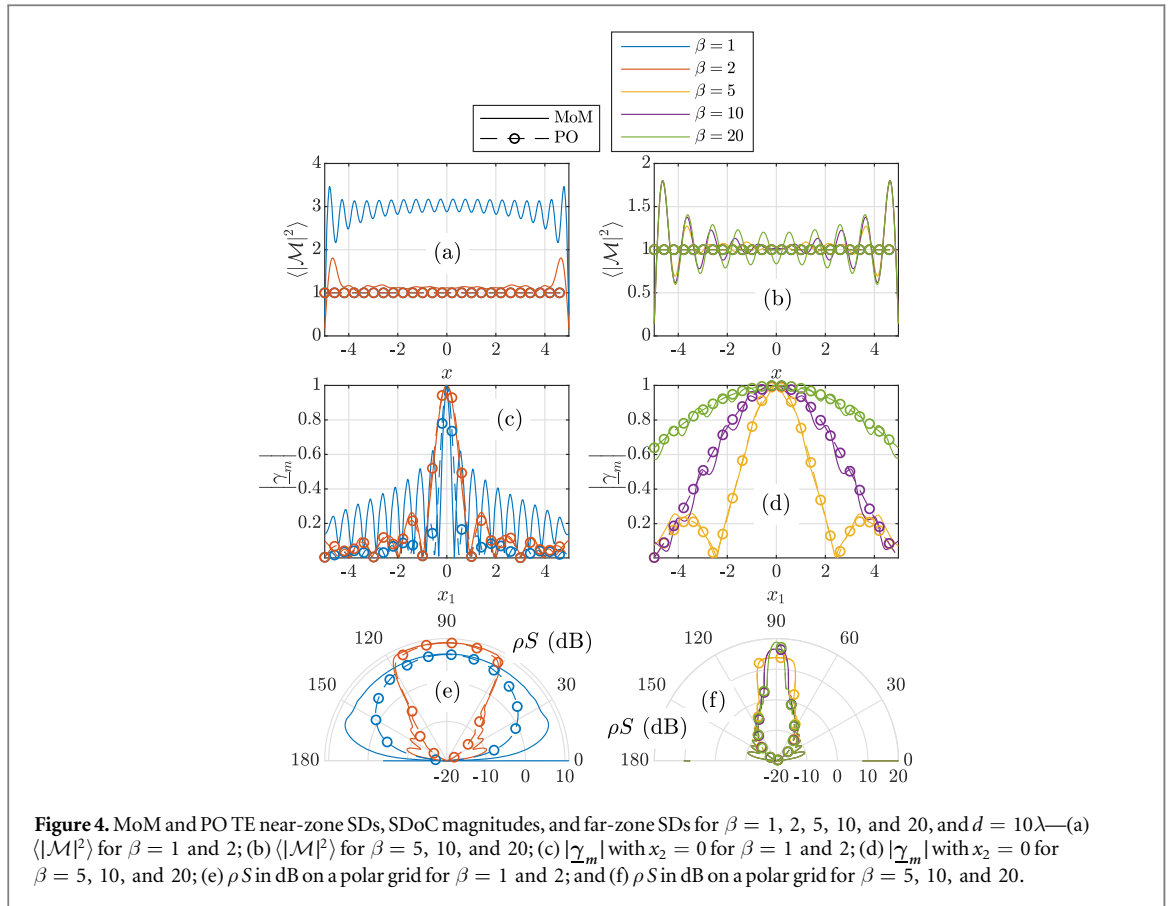 β = 1
β = 2
β = 5
β = 10
β = 20
MoM
PO
4
3
2
1
0
⟨|ℳ|²⟩
(a)
-4 -2 0 2 4
x
2
1.5
1
0.5
0
⟨|ℳ|²⟩
(b)
-4 -2 0 2 4
x
1
0.8
0.6
0.4
0.2
|γ_m|
(c)
-4 -2 0 2 4
x₁
1
0.8
0.6
0.4
0.2
|γ_m|
(d)
-4 -2 0 2 4
x₁
90
120
150
180
30
ρS (dB)
(e)
-20 -10 0 10
90
120
60
150
30
180
0
(f)
ρS (dB)
-20 -10 0 10 20
0
Figure 4. MoM and PO TE near-zone SDs, SDoC magnitudes, and far-zone SDs for β = 1, 2, 5, 10, and 20, and d = 10λ—(a)
⟨|ℳ|²⟩ for β = 1 and 2; (b) ⟨|ℳ|²⟩ for β = 5, 10, and 20; (c) |γ_m| with x₂ = 0 for β = 1 and 2; (d) |γ_m| with x₂ = 0 for
β = 5, 10, and 20; (e) ρ S in dB on a polar grid for β = 1 and 2; and (f) ρ S in dB on a polar grid for β = 5, 10, and 20.